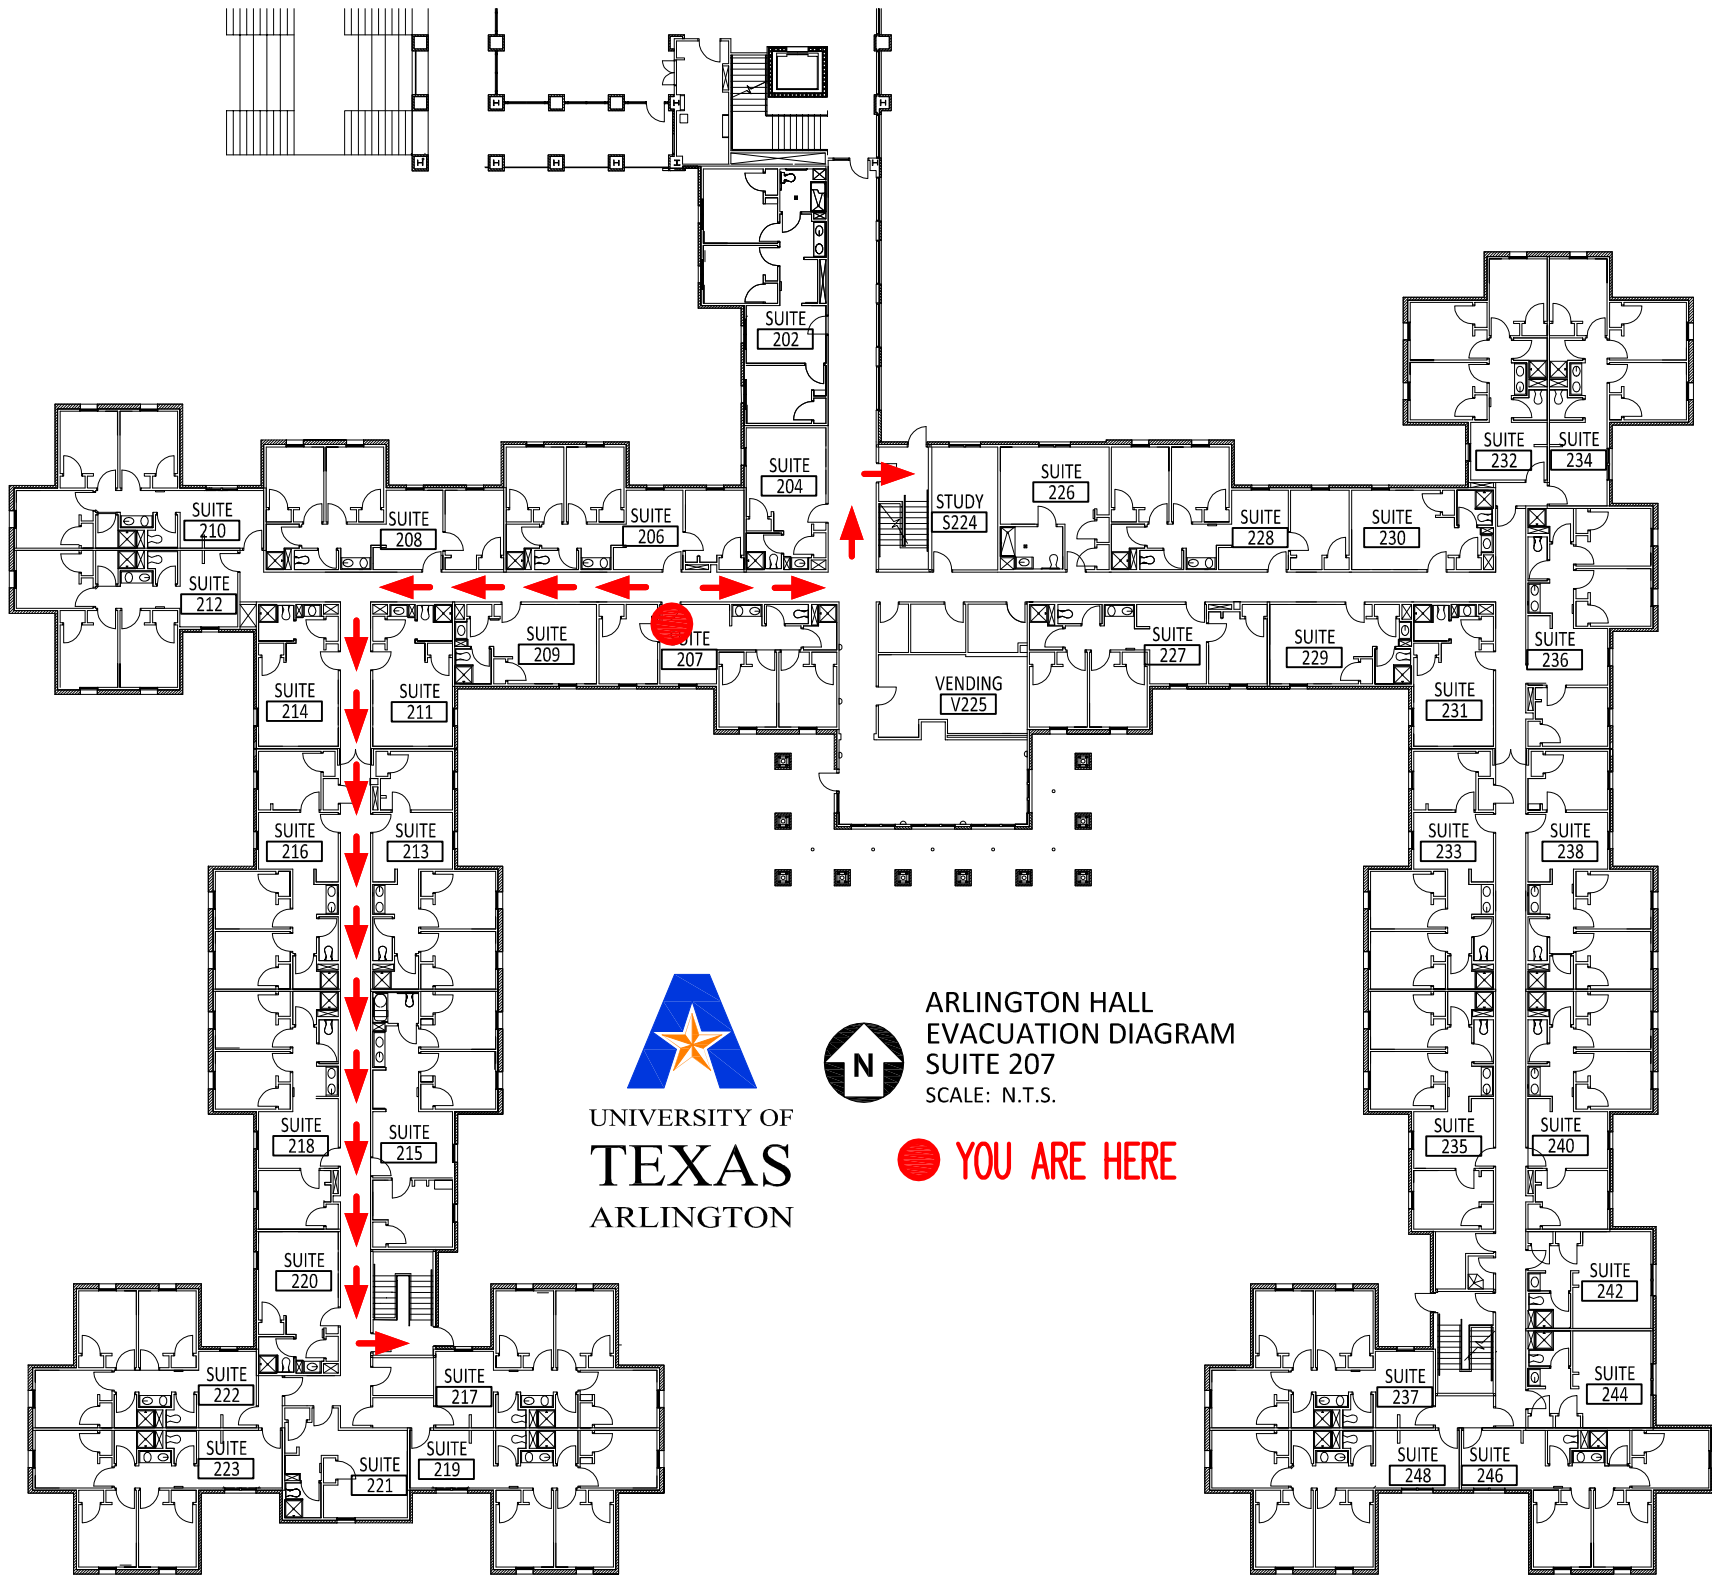 SUITE
202
SUITE
204
STUDY
S224
SUITE
226
SUITE
232
SUITE
234
SUITE
210
SUITE
208
SUITE
206
SUITE
228
SUITE
230
SUITE
212
SUITE
209
SUITE
207
SUITE
227
SUITE
229
SUITE
236
SUITE
214
SUITE
211
VENDING
V225
SUITE
231
SUITE
216
SUITE
213
SUITE
233
SUITE
238
N
ARLINGTON HALL
EVACUATION DIAGRAM
SUITE 207
SCALE: N.T.S.
UNIVERSITY OF
TEXAS
ARLINGTON
YOU ARE HERE
SUITE
218
SUITE
215
SUITE
235
SUITE
240
SUITE
220
SUITE
242
SUITE
222
SUITE
217
SUITE
237
SUITE
244
SUITE
223
SUITE
221
SUITE
219
SUITE
248
SUITE
246